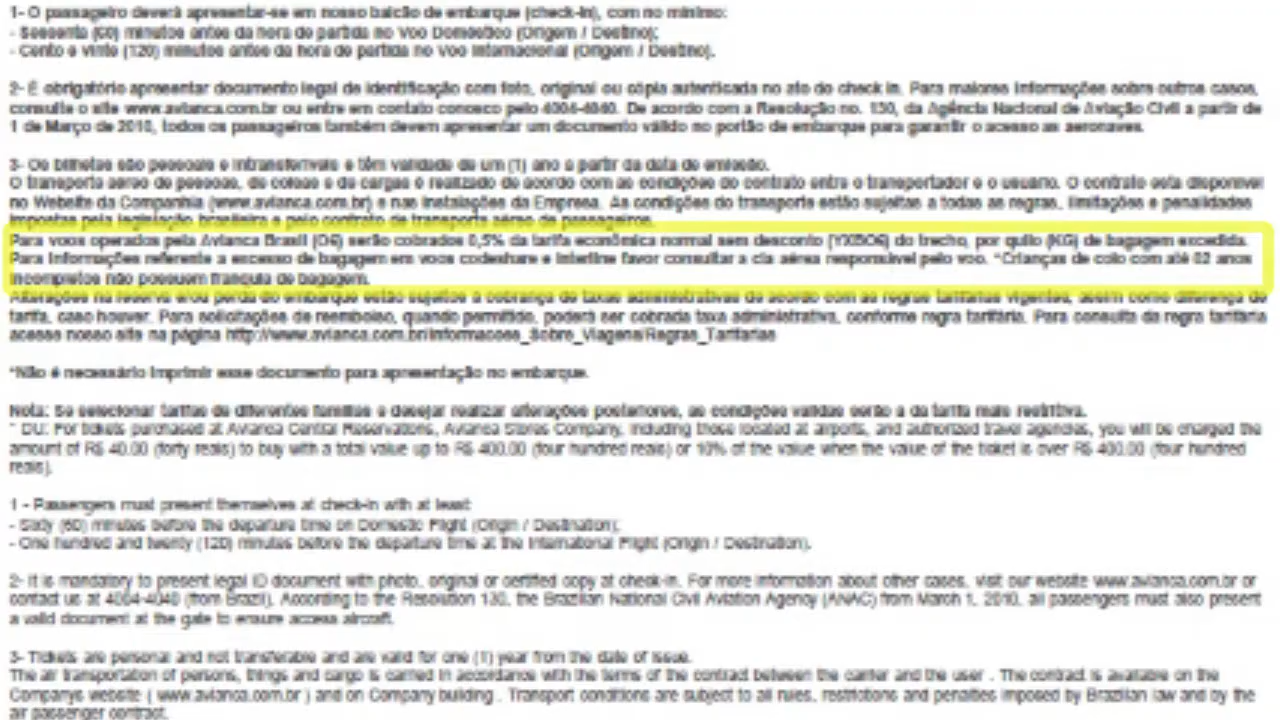 1- O passageiro deverá apresentar-se em nosso balcão de embarque (check-in), com no mínimo:
- Sessenta (60) minutos antes da hora de partida no Voo Doméstico (Origem / Destino);
- Cento e vinte (120) minutos antes da hora de partida no Voo Internacional (Origem / Destino).
2- É obrigatório apresentar documento legal de identificação com foto, original ou cópia autenticada no ato do check in. Para maiores informações sobre outros casos,
consulte o site www.avianca.com.br ou entre em contato conosco pelo 4004-4040. De acordo com a Resolução no. 130, da Agência Nacional de Aviação Civil a partir de
1 de Março de 2010, todos os passageiros também devem apresentar um documento válido no portão de embarque para garantir o acesso as aeronaves.
3- Os bilhetes são pessoais e intransferíveis e têm validade de um (1) ano a partir da data de emissão.
O transporte aéreo de pessoas, de coisas e de cargas é realizado de acordo com as condições do contrato entre o transportador e o usuário. O contrato esta disponível
no Website da Companhia (www.avianca.com.br) e nas instalações da Empresa. As condições do transporte estão sujeitas a todas as regras, limitações e penalidades
impostas pela legislação brasileira e pelo contrato de transporte aéreo de passageiros.
Para voos operados pela Avianca Brasil (O6) serão cobrados 0,5% da tarifa econômica normal sem desconto (YXBO6) do trecho, por quilo (KG) de bagagem excedida.
Para informações referente a excesso de bagagem em voos codeshare e interline favor consultar a cia aérea responsável pelo voo. *Crianças de colo com até 02 anos
incompletos não possuem franquia de bagagem.
Alterações na reserva e/ou perda do embarque estão sujeitos a cobrança de taxas administrativas de acordo com as regras tarifárias vigentes, assim como diferença de
tarifa, caso houver. Para solicitações de reembolso, quando permitido, poderá ser cobrada taxa administrativa, conforme regra tarifária. Para consulta da regra tarifária
acesse nosso site na página http://www.avianca.com.br/Informacoes_Sobre_Viagens/Regras_Tarifarias
*Não é necessário imprimir esse documento para apresentação no embarque.
Nota: Se selecionar tarifas de diferentes famílias e desejar realizar alterações posteriores, as condições validas serão a da tarifa mais restritiva.
* DU: For tickets purchased at Avianca Central Reservations, Avianca Stores Company, including those located at airports, and authorized travel agencies, you will be charged the
amount of R$ 40.00 (forty reais) to buy with a total value up to R$ 400.00 (four hundred reais) or 10% of the value when the value of the ticket is over R$ 400.00 (four hundred
reais).
1 - Passengers must present themselves at check-in with at least:
- Sixty (60) minutes before the departure time on Domestic Flight (Origin / Destination);
- One hundred and twenty (120) minutes before the departure time at the International Flight (Origin / Destination).
2- It is mandatory to present legal ID document with photo, original or certified copy at check-in. For more information about other cases, visit our website www.avianca.com.br or
contact us at 4004-4040 (from Brazil). According to the Resolution 130, the Brazilian National Civil Aviation Agency (ANAC) from March 1, 2010, all passengers must also present
a valid document at the gate to ensure access aircraft.
3- Tickets are personal and not transferable and are valid for one (1) year from the date of issue.
The air transportation of persons, things and cargo is carried in accordance with the terms of the contract between the carrier and the user . The contract is available on the
Companys website ( www.avianca.com.br ) and on Company building . Transport conditions are subject to all rules, restrictions and penalties imposed by Brazilian law and by the
air passenger contract.